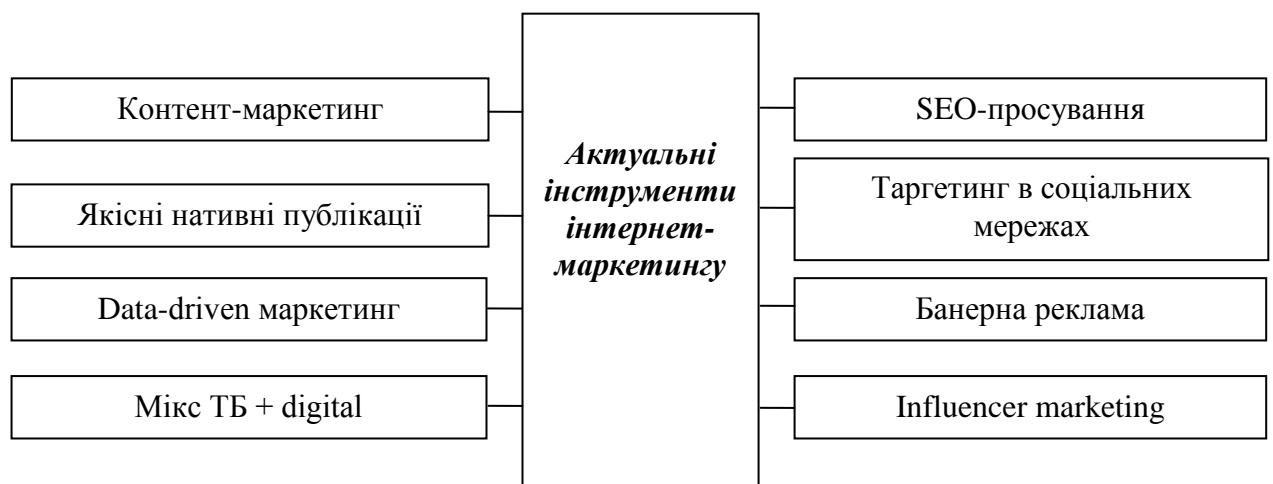 Контент-маркетинг
Якісні нативні публікації
Data-driven маркетинг
Мікс ТБ + digital
Актуальні
інструменти
інтернет-
маркетингу
SEO-просування
Таргетинг в соціальних
мережах
Банерна реклама
Influencer marketing